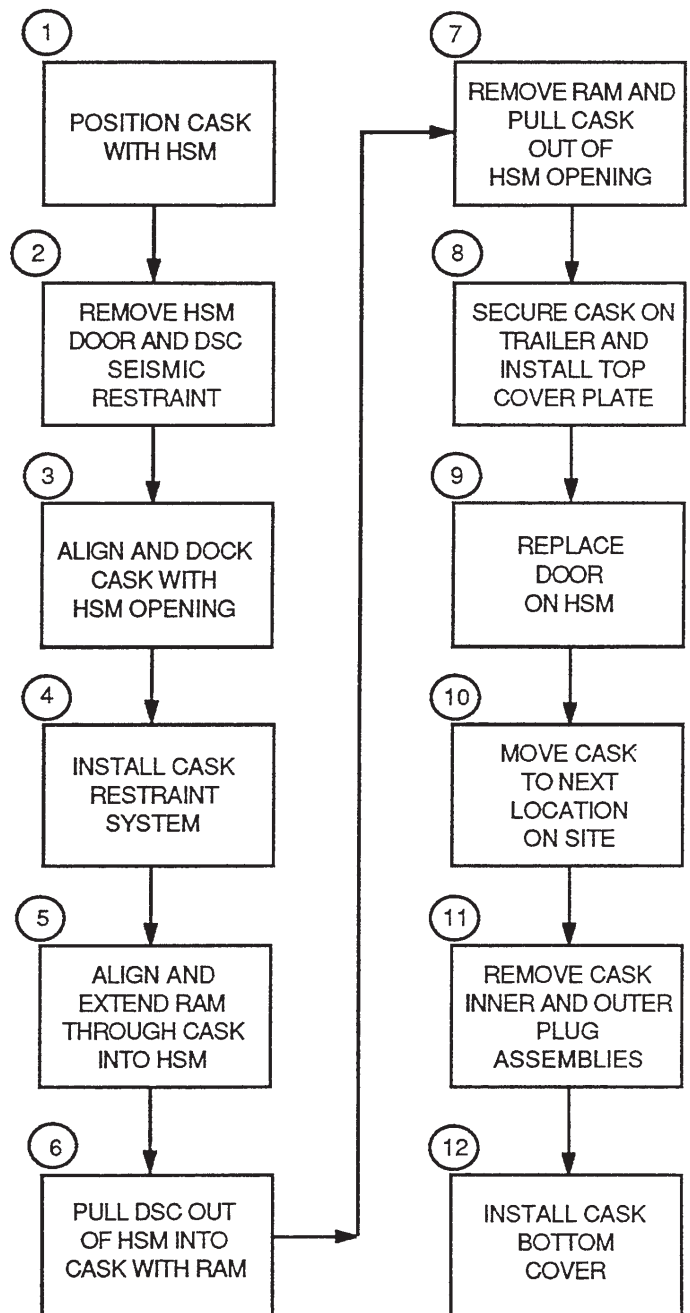 1
POSITION CASK
WITH HSM
2
REMOVE HSM
DOOR AND DSC
SEISMIC
RESTRAINT
3
ALIGN AND DOCK
CASK WITH
HSM OPENING
4
INSTALL CASK
RESTRAINT
SYSTEM
5
ALIGN AND
EXTEND RAM
THROUGH CASK
INTO HSM
6
PULL DSC OUT
OF HSM INTO
CASK WITH RAM
7
REMOVE RAM AND
PULL CASK
OUT OF
HSM OPENING
8
SECURE CASK ON
TRAILER AND
INSTALL TOP
COVER PLATE
9
REPLACE
DOOR
ON HSM
10
MOVE CASK
TO NEXT
LOCATION
ON SITE
11
REMOVE CASK
INNER AND OUTER
PLUG
ASSEMBLIES
12
INSTALL CASK
BOTTOM
COVER